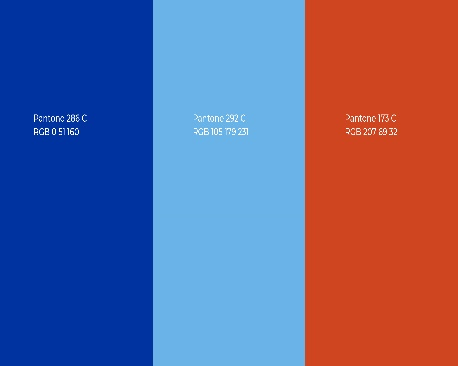 Pantone 286 C
RGB 0 51 160
Pantone 292 C
RGB 105 179 231
Pantone 173 C
RGB 207 69 32